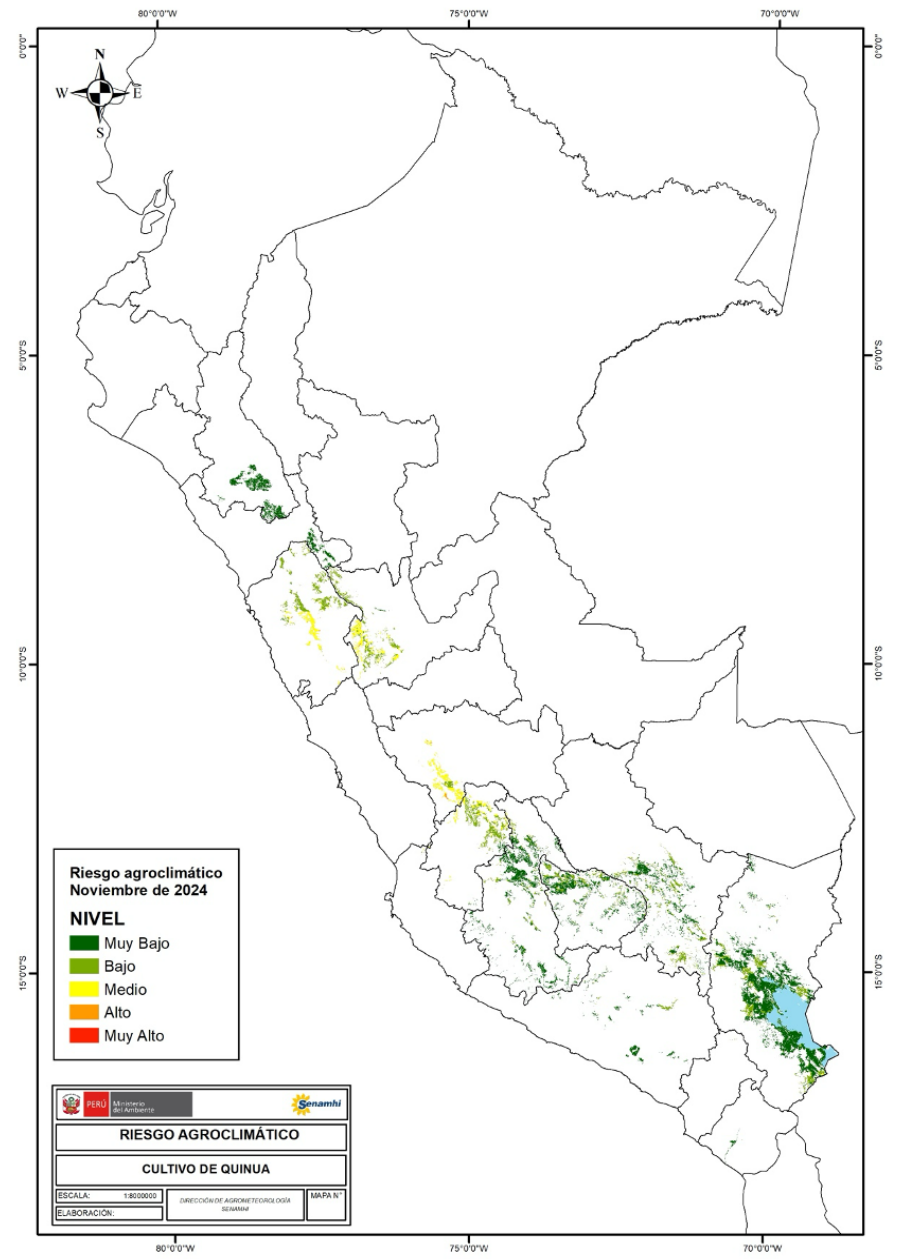 80°0'0"W 75°0'0"W 70°0'0"W
0°0'0" 0°0'0"
N
W E
S
5°0'0"S 5°0'0"S
10°0'0"S 10°0'0"S
15°0'0"S 15°0'0"S
Riesgo agroclimático
Noviembre de 2024
NIVEL
Muy Bajo
Bajo
Medio
Alto
Muy Alto
PERÚ Ministerio
del Ambiente
Senamhi
RIESGO AGROCLIMÁTICO
CULTIVO DE QUINUA
ESCALA: 1:8000000
ELABORACIÓN:
DIRECCIÓN DE AGROMETEOROLOGÍA
SENAMHI
MAPA N°
80°0'0"W 75°0'0"W 70°0'0"W